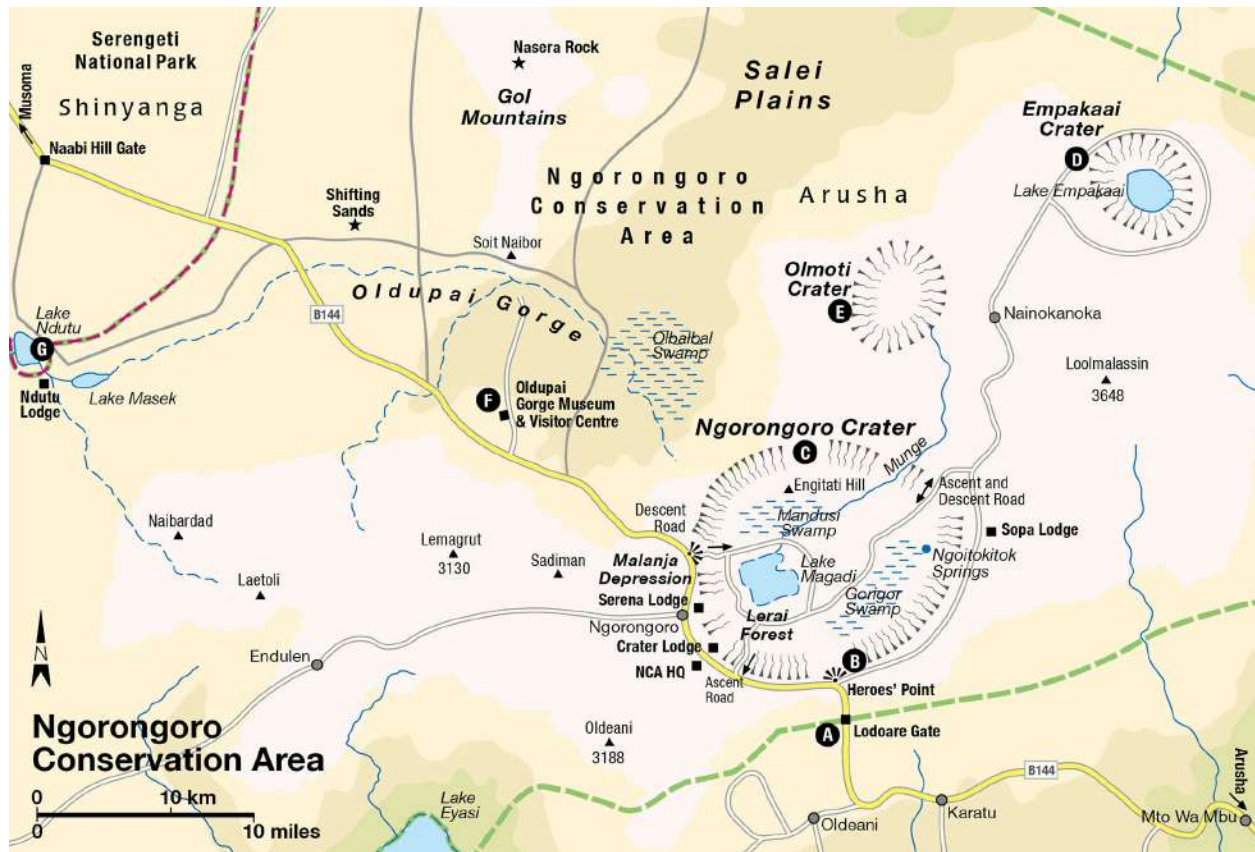 Serengeti
National Park
Shinyanga
Musoma
Naabi Hill Gate
Nasera Rock
Gol
Mountains
Salei
Plains
Empakaai
Crater
D
Lake Empakaai
Ngorongoro
Conservation
Area
Arusha
Shifting
Sands
Soit Naibor
Olmoti
Crater
E
Oldupai Gorge
B144
Olbalbal
Swamp
Nainokanoka
Loolmalassin
3648
Lake
Ndutu
G
Ndutu
Lodge
Lake Masek
F
Oldupai
Gorge Museum
& Visitor Centre
Ngorongoro Crater
C
Munge
Engitati Hill
Ascent and
Descent Road
Descent
Road
Mandusi
Swamp
Sopa Lodge
Naibardad
Lemagrut
3130
Sadiman
Malanja
Depression
Lake
Magadi
Ngoitokitok
Springs
Laetoli
Serena Lodge
Gorigor
Swamp
Ngorongoro
Lerai
Forest
Endulen
Crater Lodge
NCA HQ
Ascent
Road
B
Heroes' Point
N
Oldeani
3188
A
Lodoare Gate
Ngorongoro
Conservation Area
0 10 km
0 10 miles
Lake
Eyasi
Oldeani
Karatu
B144
Arusha
Mto Wa Mbu